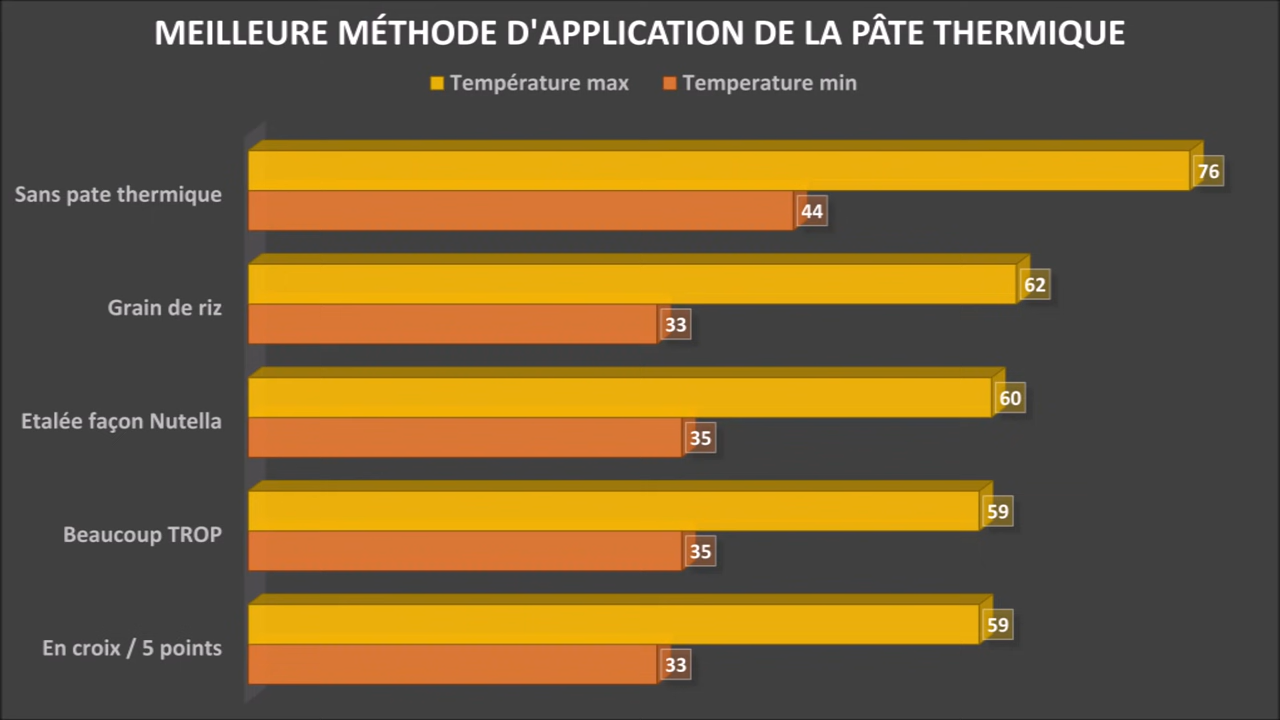 MEILLEURE MÉTHODE D'APPLICATION DE LA PÂTE THERMIQUE
Température max Temperature min
Sans pate thermique
76
44
Grain de riz
62
33
Etalée façon Nutella
60
35
Beaucoup TROP
59
35
En croix / 5 points
59
33